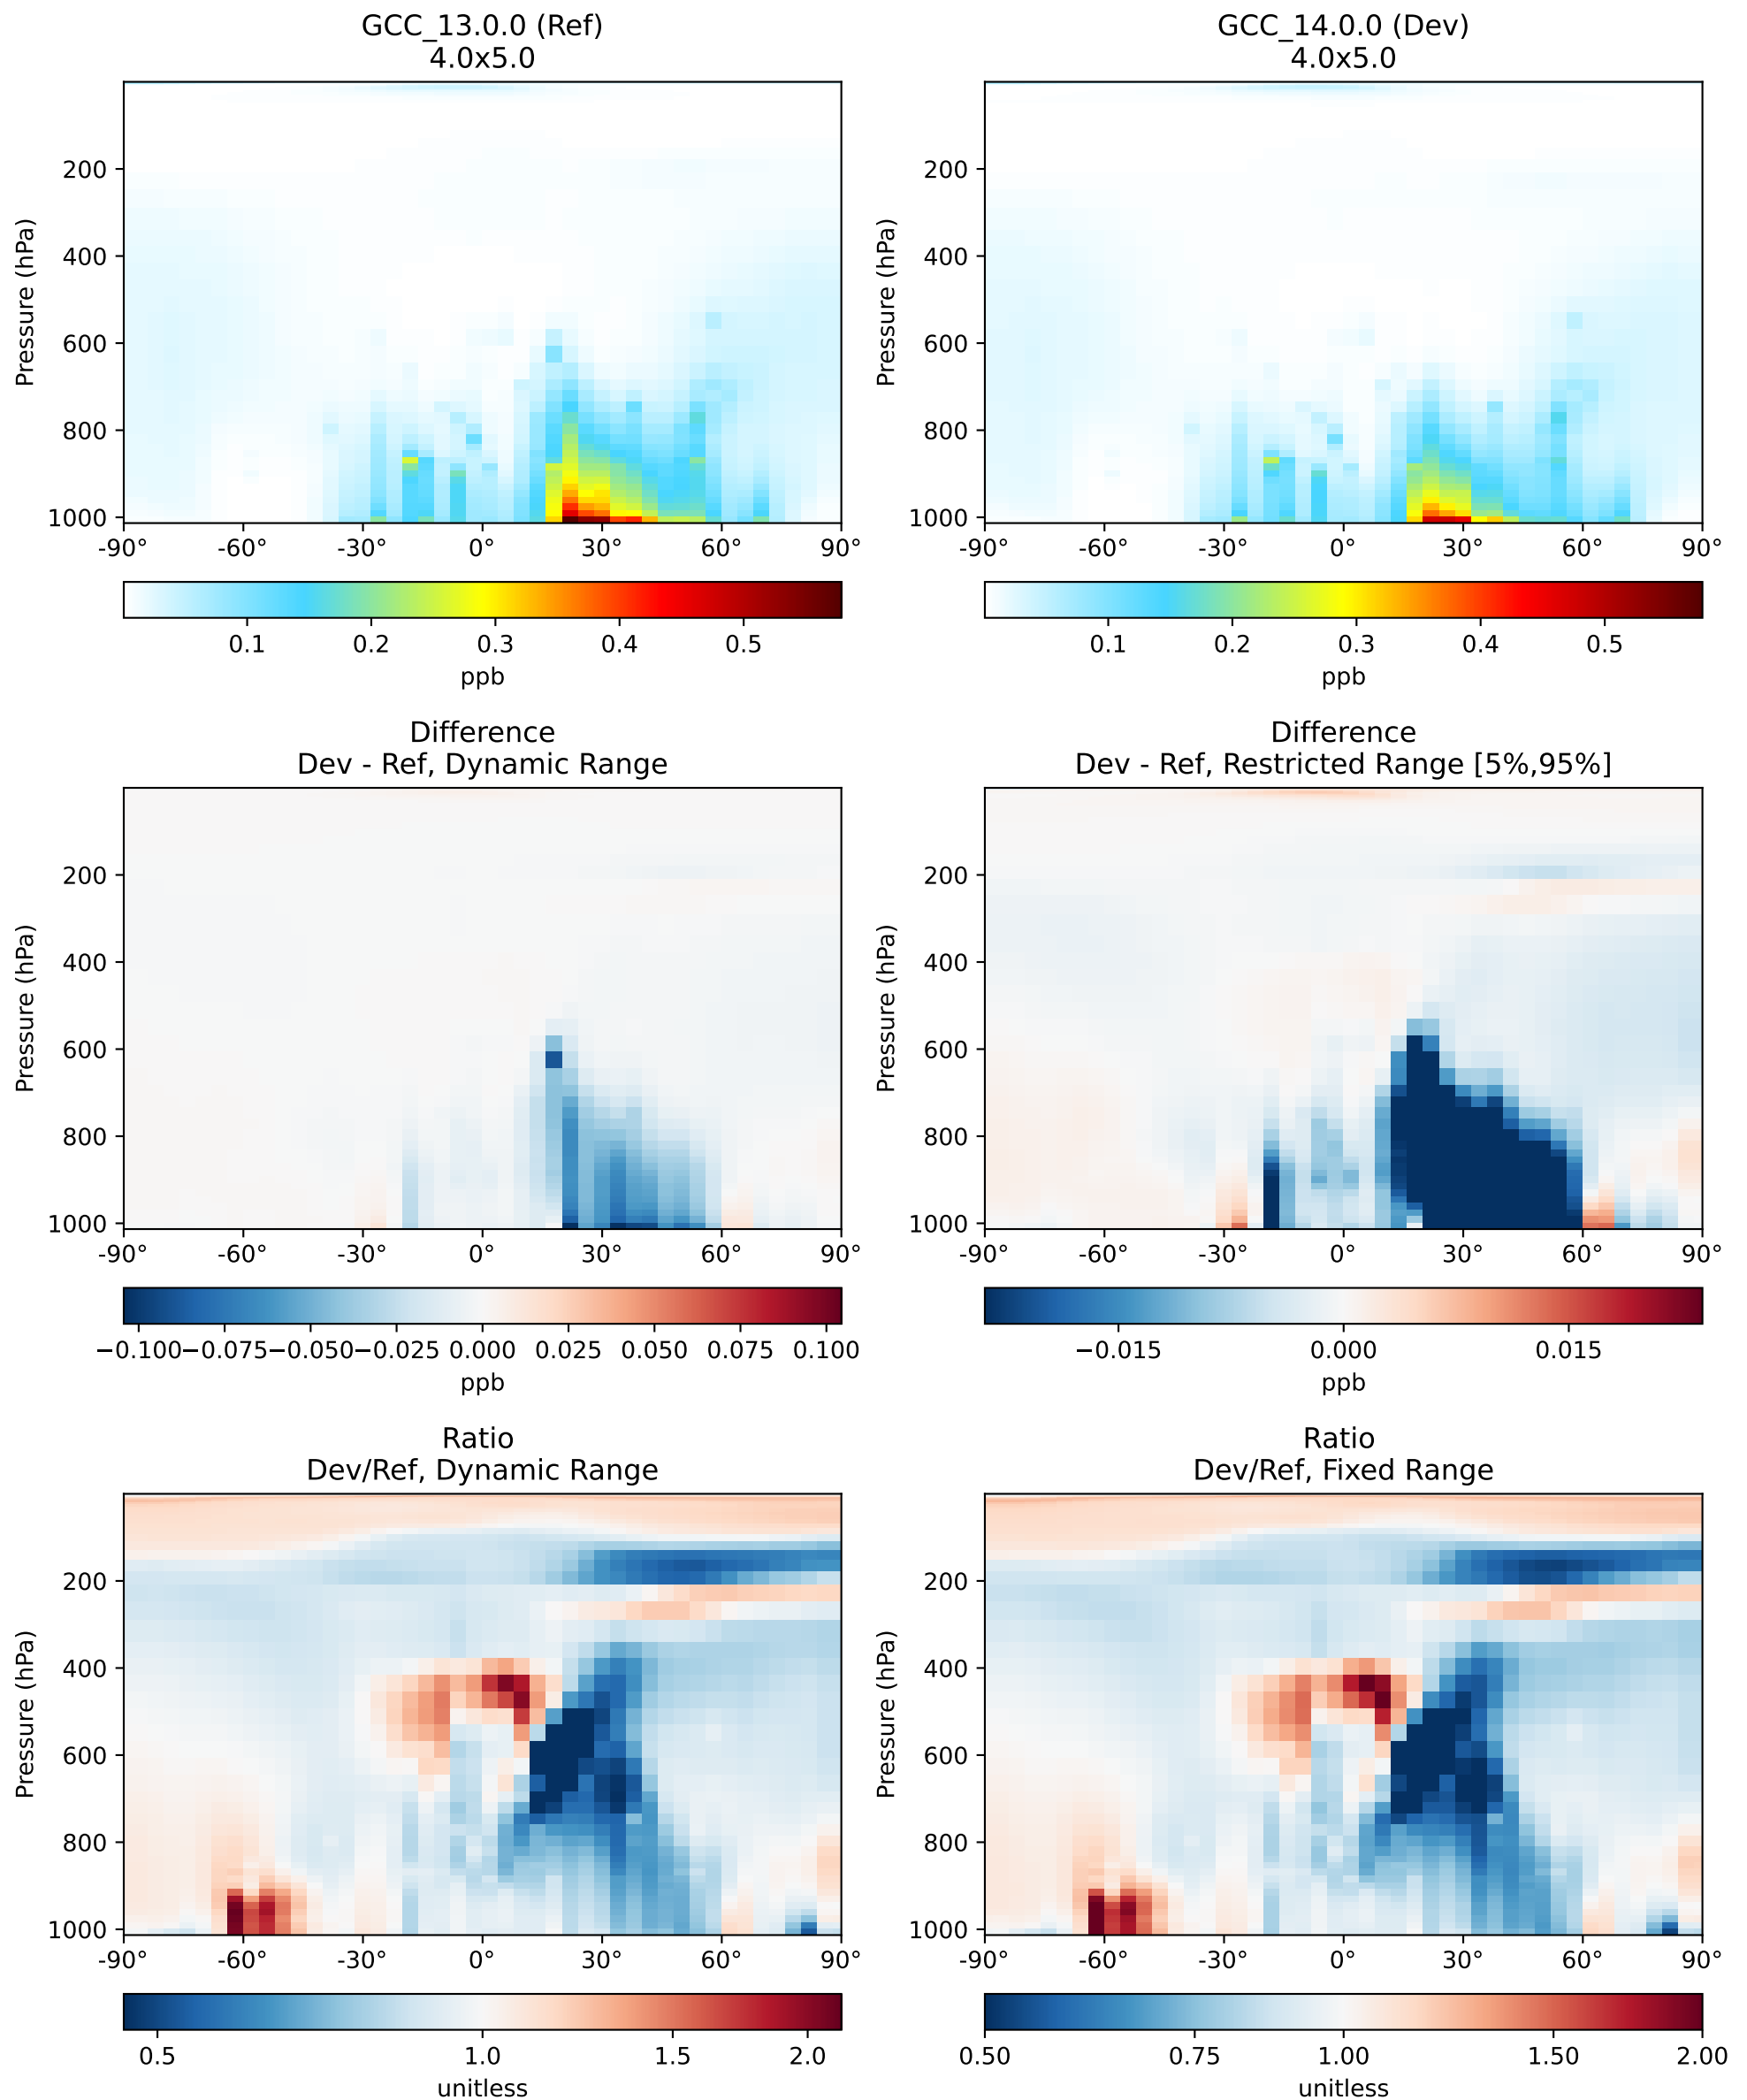 GCC_13.0.0 (Ref)
4.0x5.0
Pressure (hPa)
200
400
600
800
1000
-90° -60° -30° 0° 30° 60° 90°
0.1 0.2 0.3 0.4 0.5
ppb
GCC_14.0.0 (Dev)
4.0x5.0
Pressure (hPa)
200
400
600
800
1000
-90° -60° -30° 0° 30° 60° 90°
0.1 0.2 0.3 0.4 0.5
ppb
Difference
Dev - Ref, Dynamic Range
Pressure (hPa)
200
400
600
800
1000
-90° -60° -30° 0° 30° 60° 90°
−0.100 −0.075 −0.050 −0.025 0.000 0.025 0.050 0.075 0.100
ppb
Difference
Dev - Ref, Restricted Range [5%,95%]
Pressure (hPa)
200
400
600
800
1000
-90° -60° -30° 0° 30° 60° 90°
−0.015 0.000 0.015
ppb
Ratio
Dev/Ref, Dynamic Range
Pressure (hPa)
200
400
600
800
1000
-90° -60° -30° 0° 30° 60° 90°
0.5 1.0 1.5 2.0
unitless
Ratio
Dev/Ref, Fixed Range
Pressure (hPa)
200
400
600
800
1000
-90° -60° -30° 0° 30° 60° 90°
0.50 0.75 1.00 1.50 2.00
unitless